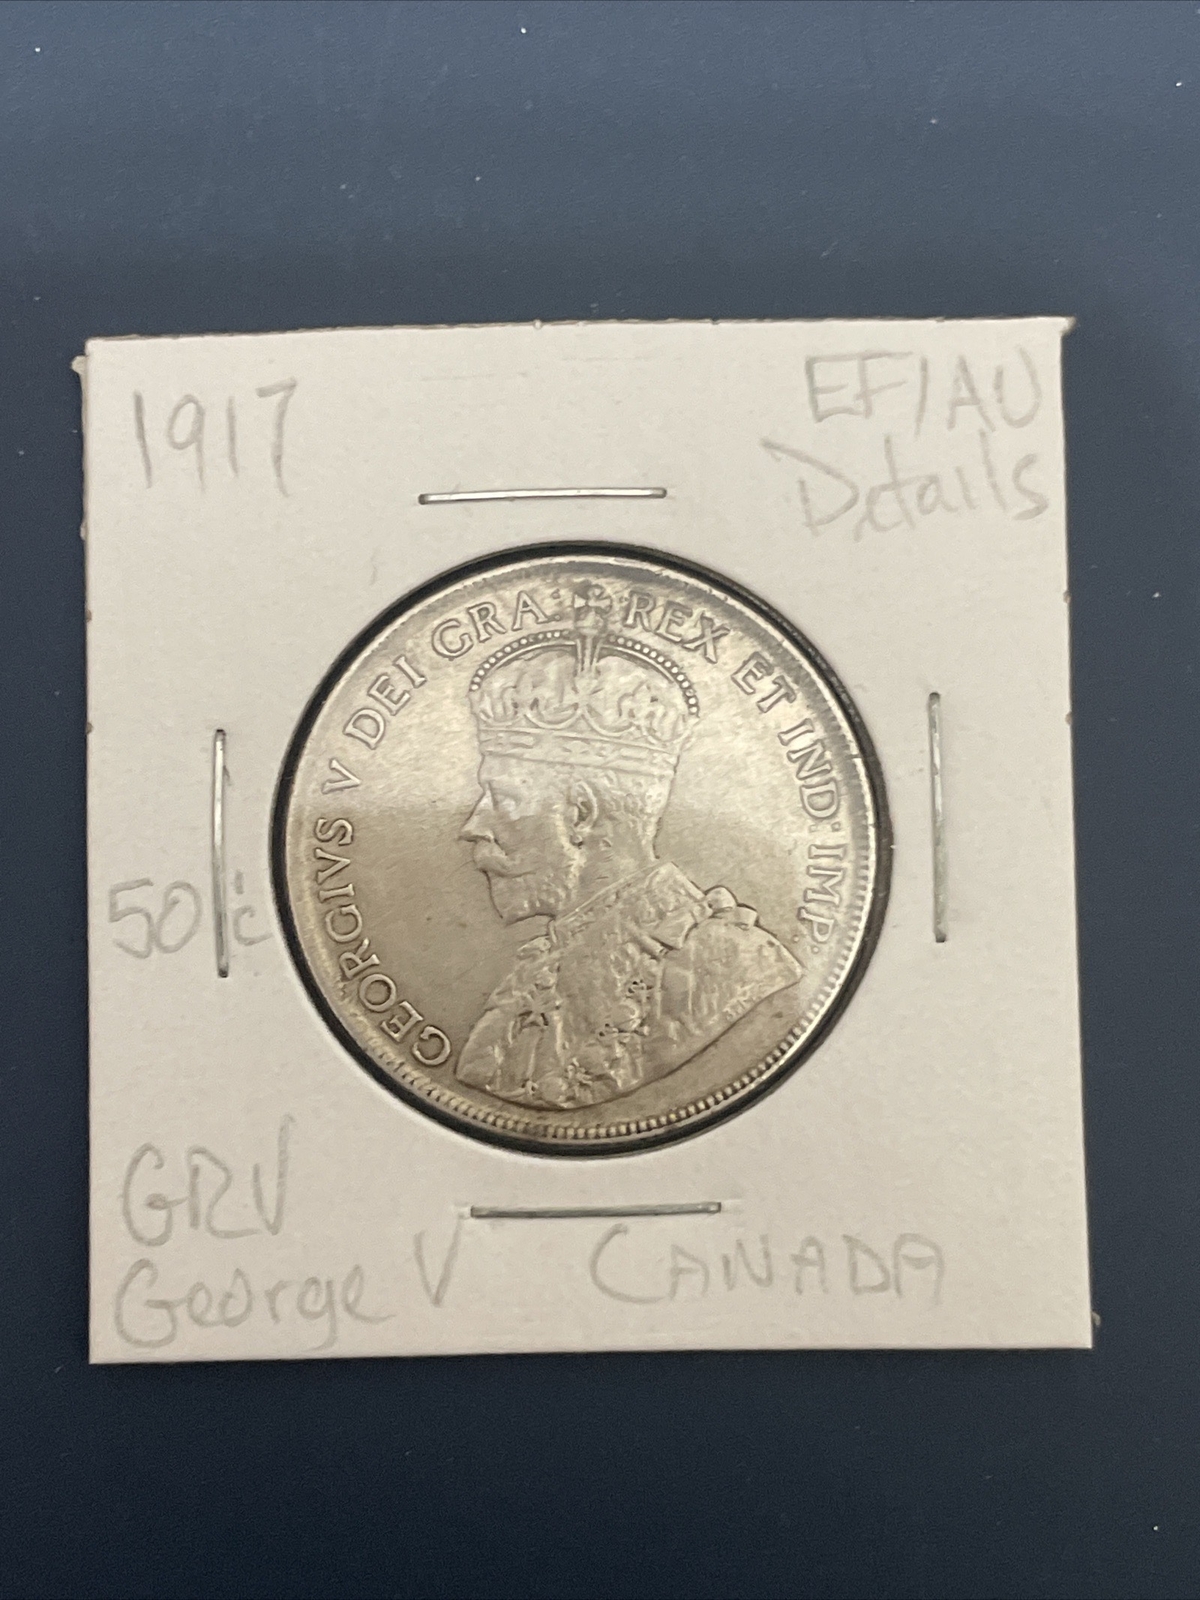 1917
EF/AU
Details
GEORGIVS V DEI GRA: REX ET IND: IMP:
50¢
GRV
George V
CANADA